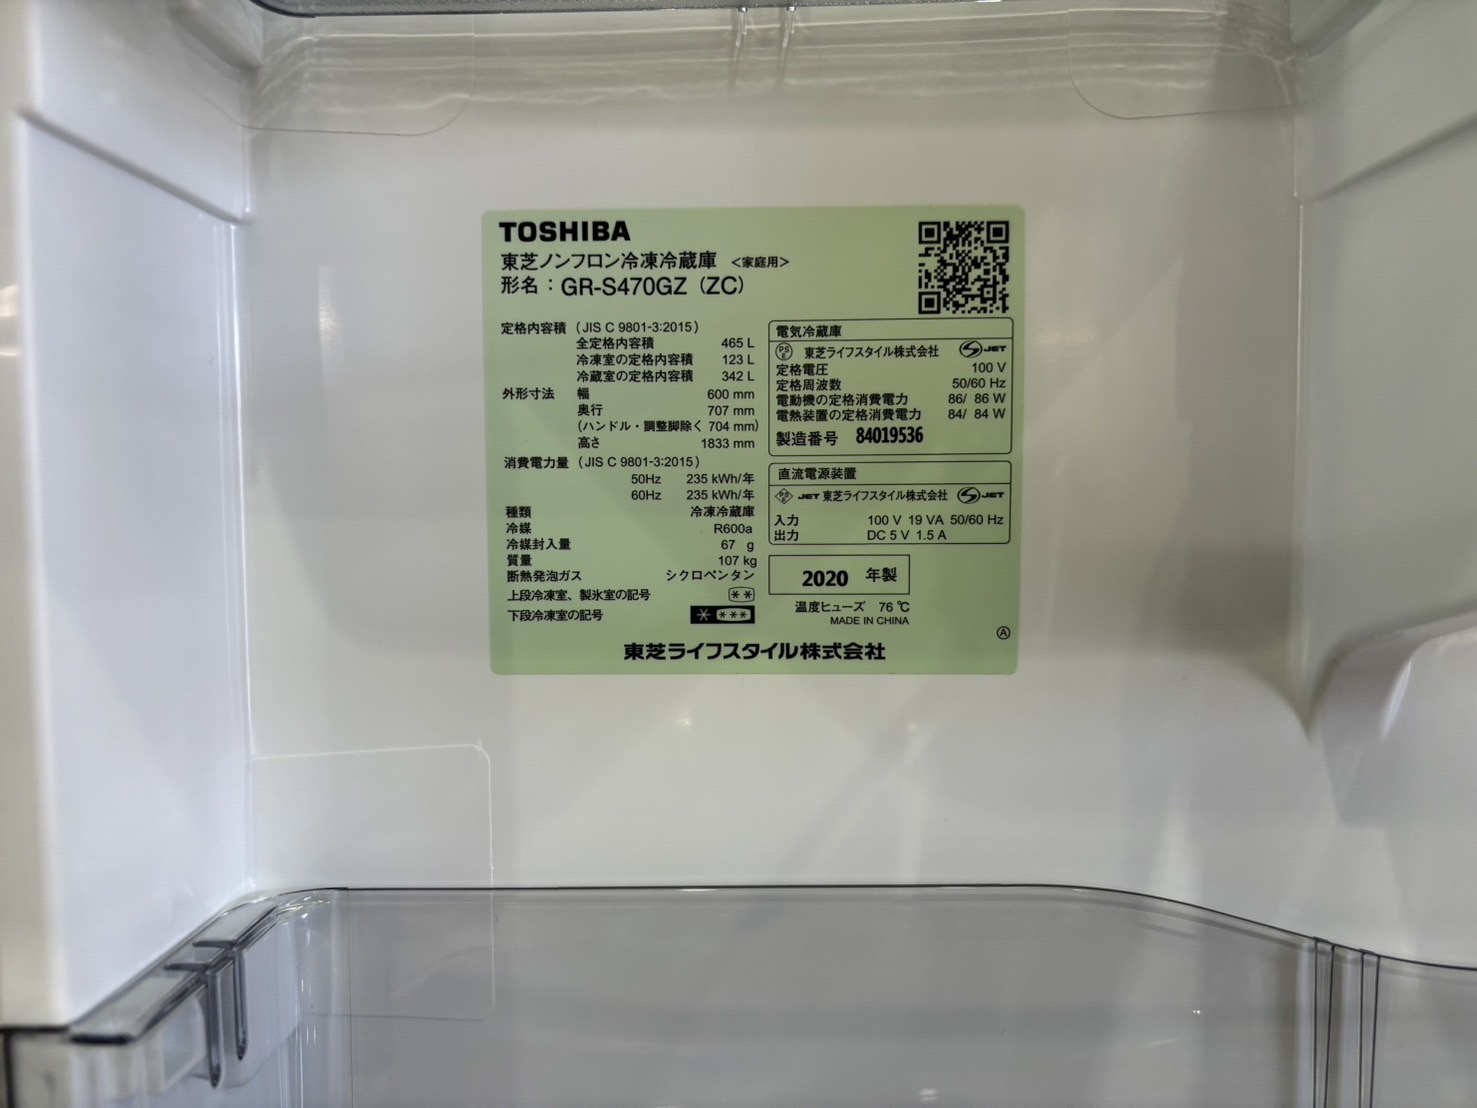 TOSHIBA
東芝ノンフロン冷凍冷蔵庫 <家庭用>
形名：GR-S470GZ (ZC)
定格内容積 (JIS C 9801-3:2015)
全定格内容積 465 L
冷凍室の定格内容積 123 L
冷蔵室の定格内容積 342 L
外形寸法 幅 600 mm
奥行 707 mm
(ハンドル・調整脚除く 704 mm)
高さ 1833 mm
消費電力量 (JIS C 9801-3:2015)
50Hz 235 kWh/年
60Hz 235 kWh/年
種類 冷凍冷蔵庫
冷媒 R600a
冷媒封入量 67 g
質量 107 kg
断熱発泡ガス シクロペンタン
上段冷凍室、製氷室の記号 **
下段冷凍室の記号 * ***
電気冷蔵庫
PSE 東芝ライフスタイル株式会社 S JET
定格電圧 100 V
定格周波数 50/60 Hz
電動機の定格消費電力 86/ 86 W
電熱装置の定格消費電力 84/ 84 W
製造番号 84019536
直流電源装置
PSE JET 東芝ライフスタイル株式会社 S JET
入力 100 V 19 VA 50/60 Hz
出力 DC 5 V 1.5 A
2020 年製
温度ヒューズ 76 ℃
MADE IN CHINA
Ⓐ
東芝ライフスタイル株式会社